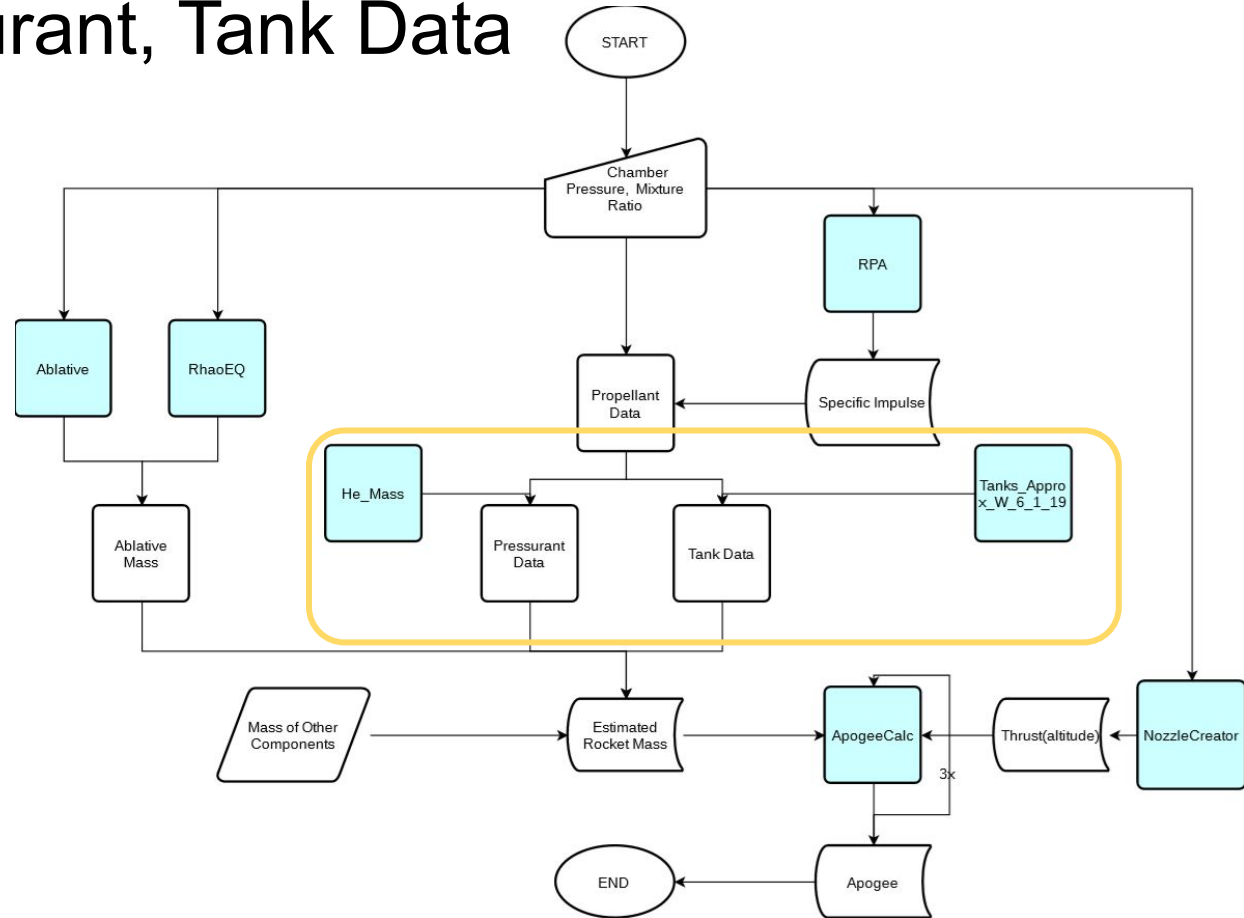 urant, Tank Data
START
Chamber
Pressure, Mixture
Ratio
RPA
Ablative
RhaoEQ
Propellant
Data
Specific Impulse
He_Mass
Tanks_Appro
x_W_6_1_19
Ablative
Mass
Pressurant
Data
Tank Data
Mass of Other
Components
Estimated
Rocket Mass
ApogeeCalc
Thrust(altitude)
NozzleCreator
3x
END
Apogee